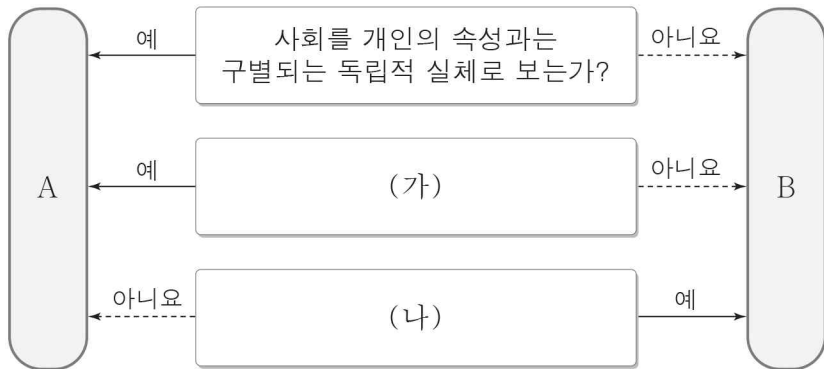 예
사회를 개인의 속성과는
구별되는 독립적 실체로 보는가?
아니요
A
예
(가)
아니요
B
아니요
(나)
예